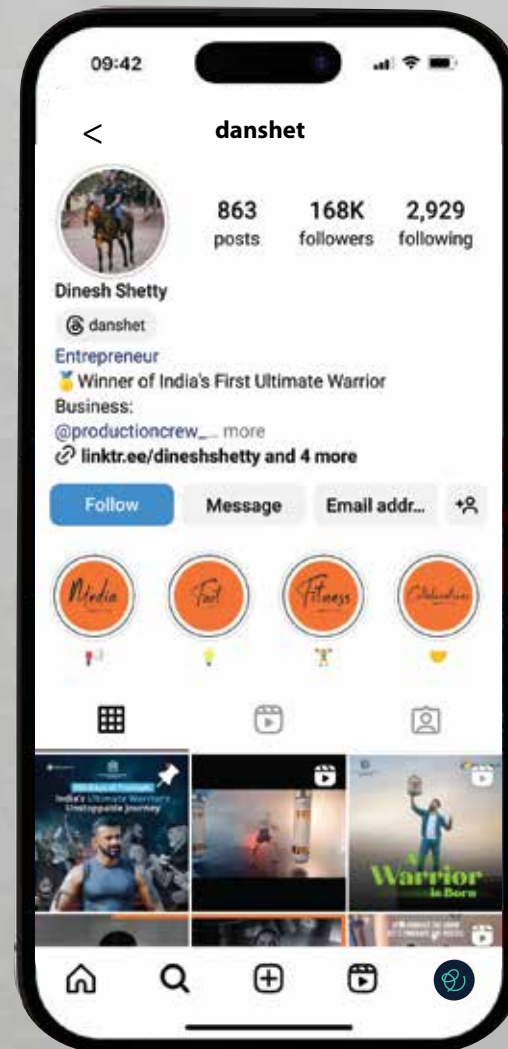 09:42
< danshet
863 168K 2,929
posts followers following
Dinesh Shetty
danshet
Entrepreneur
Winner of India's First Ultimate Warrior
Business:
@productioncrew_... more
linktr.ee/dineshshetty and 4 more
Follow Message Email addr...
Media Fact Fitness Collaborations
India's Ultimate Warrior's
Unstoppable Journey
A
Warrior
is Born